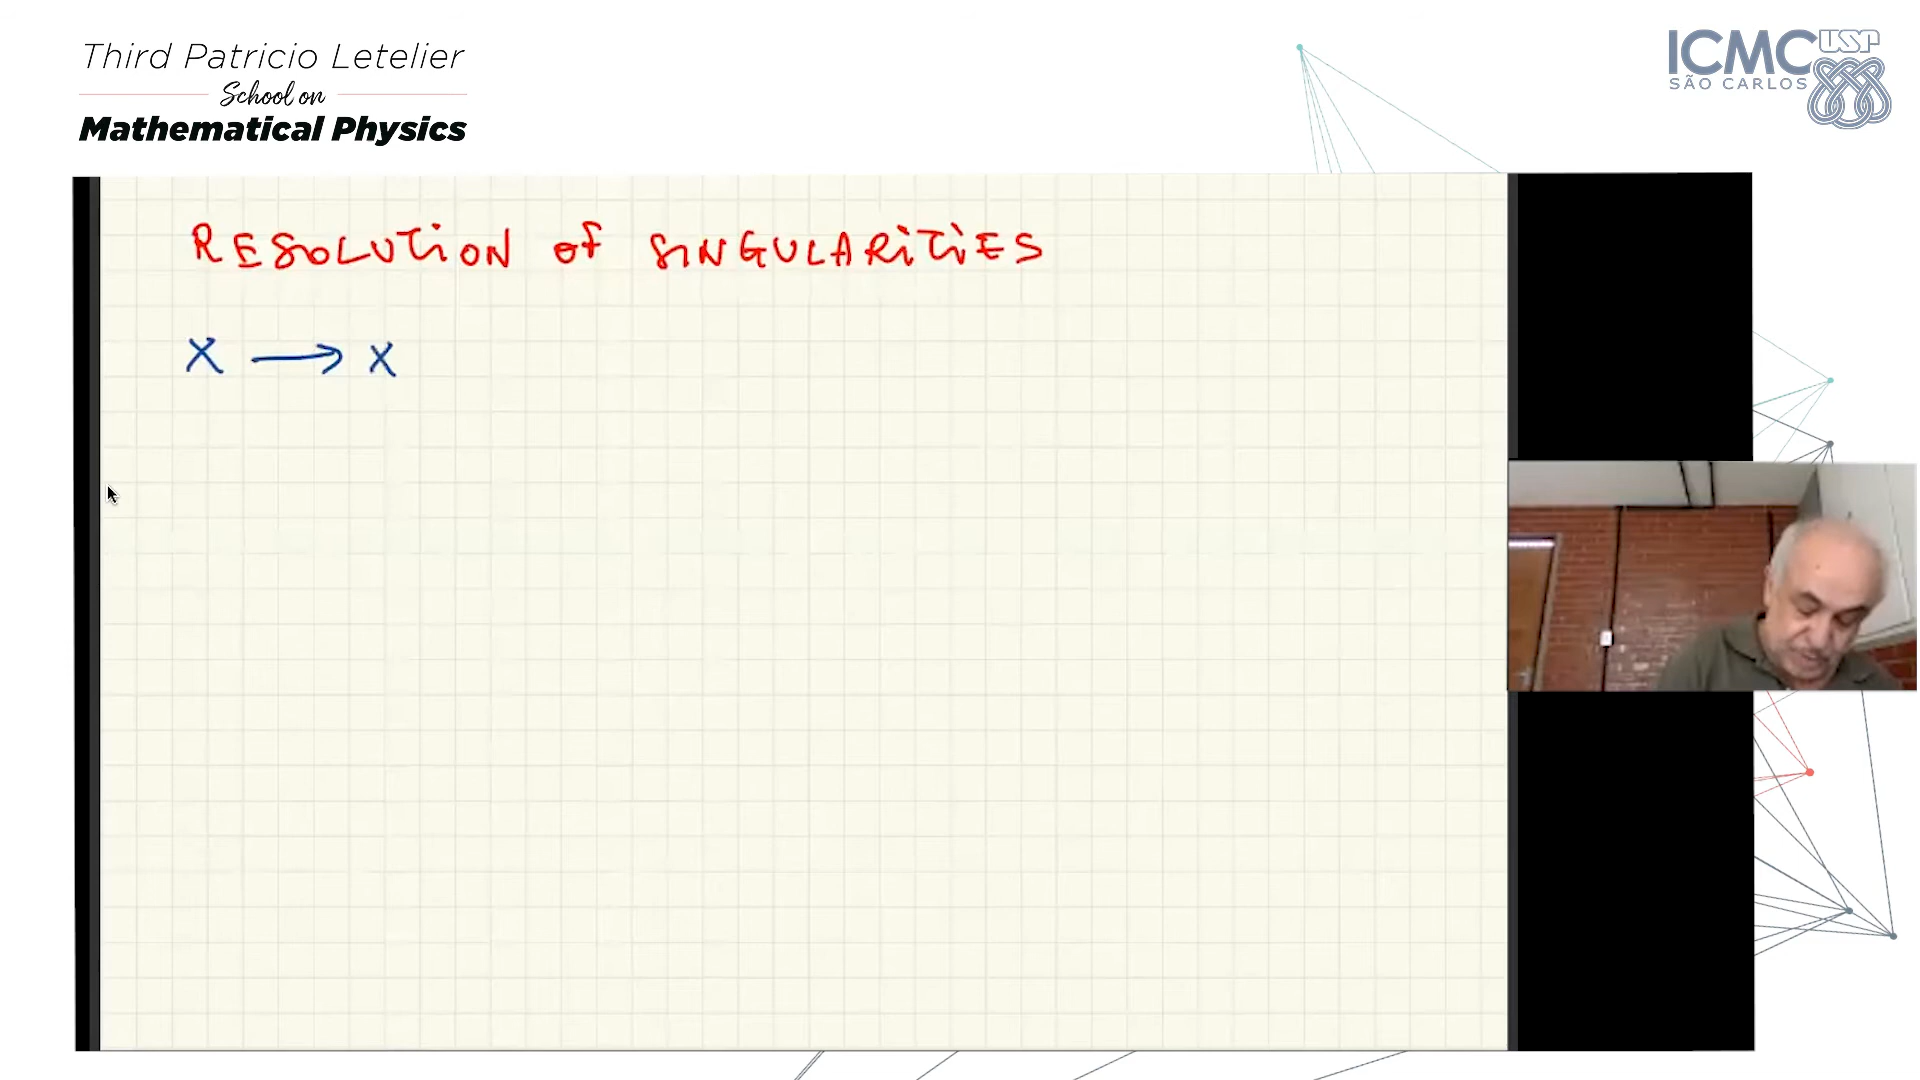 Third Patricio Letelier
School on
Mathematical Physics
ICMC USP
SÃO CARLOS
RESOLUTION of SINGULARITIES
X → X